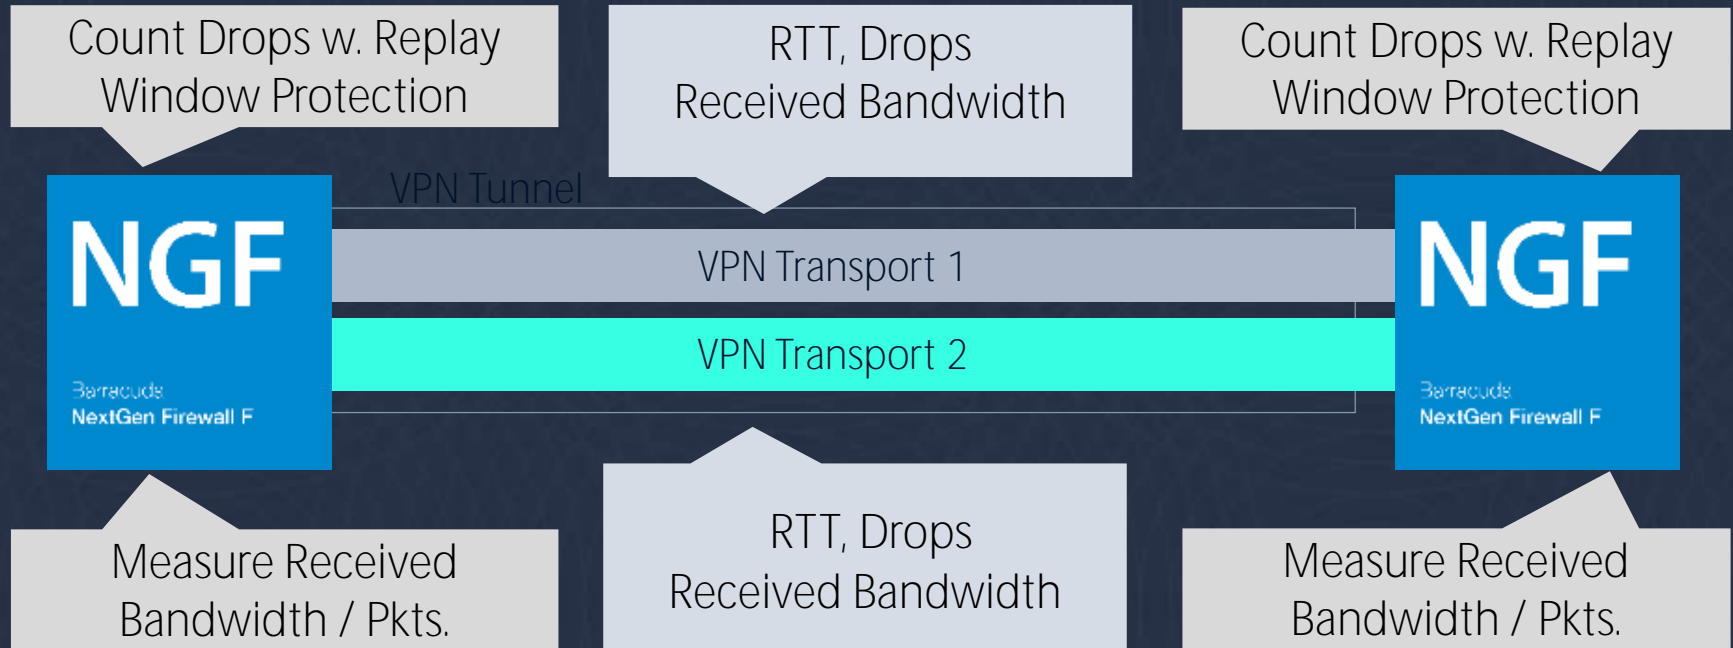 Count Drops w. Replay
Window Protection
RTT, Drops
Received Bandwidth
Count Drops w. Replay
Window Protection
VPN Tunnel
NGF
Barracuda
NextGen Firewall F
VPN Transport 1
VPN Transport 2
NGF
Barracuda
NextGen Firewall F
Measure Received
Bandwidth / Pkts.
RTT, Drops
Received Bandwidth
Measure Received
Bandwidth / Pkts.